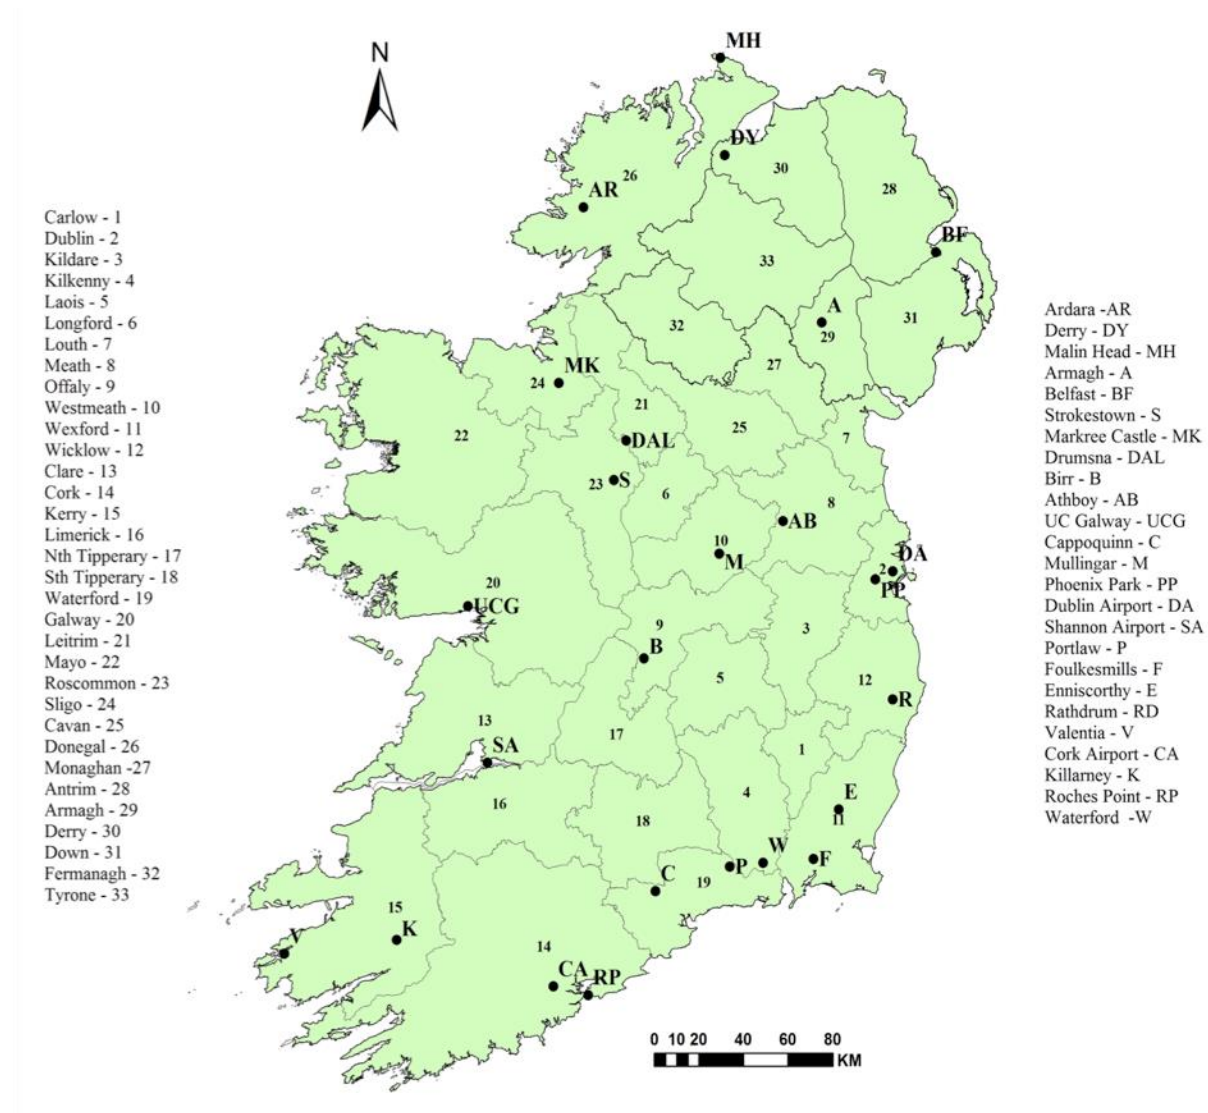 MH
N
DY
30
26
28
AR
Carlow - 1
Dublin - 2
Kildare - 3
Kilkenny - 4
Laois - 5
Longford - 6
Louth - 7
Meath - 8
Offaly - 9
Westmeath - 10
Wexford - 11
Wicklow - 12
Clare - 13
Cork - 14
Kerry - 15
Limerick - 16
Nth Tipperary - 17
Sth Tipperary - 18
Waterford - 19
Galway - 20
Leitrim - 21
Mayo - 22
Roscommon - 23
Sligo - 24
Cavan - 25
Donegal - 26
Monaghan -27
Antrim - 28
Armagh - 29
Derry - 30
Down - 31
Fermanagh - 32
Tyrone - 33
BF
33
A
31
32
29
MK
27
24
21
25
22
DAL
7
S
23
6
8
AB
10
M
DA
2
PP
20
UCG
3
9
B
5
12
R
13
17
1
SA
4
E
16
18
11
W
F
P
C
19
15
K
V
14
CA
RP
Ardara -AR
Derry - DY
Malin Head - MH
Armagh - A
Belfast - BF
Strokestown - S
Markree Castle - MK
Drumsna - DAL
Birr - B
Athboy - AB
UC Galway - UCG
Cappoquinn - C
Mullingar - M
Phoenix Park - PP
Dublin Airport - DA
Shannon Airport - SA
Portlaw - P
Foulkesmills - F
Enniscorthy - E
Rathdrum - RD
Valentia - V
Cork Airport - CA
Killarney - K
Roches Point - RP
Waterford -W
0 10 20 40 60 80
KM